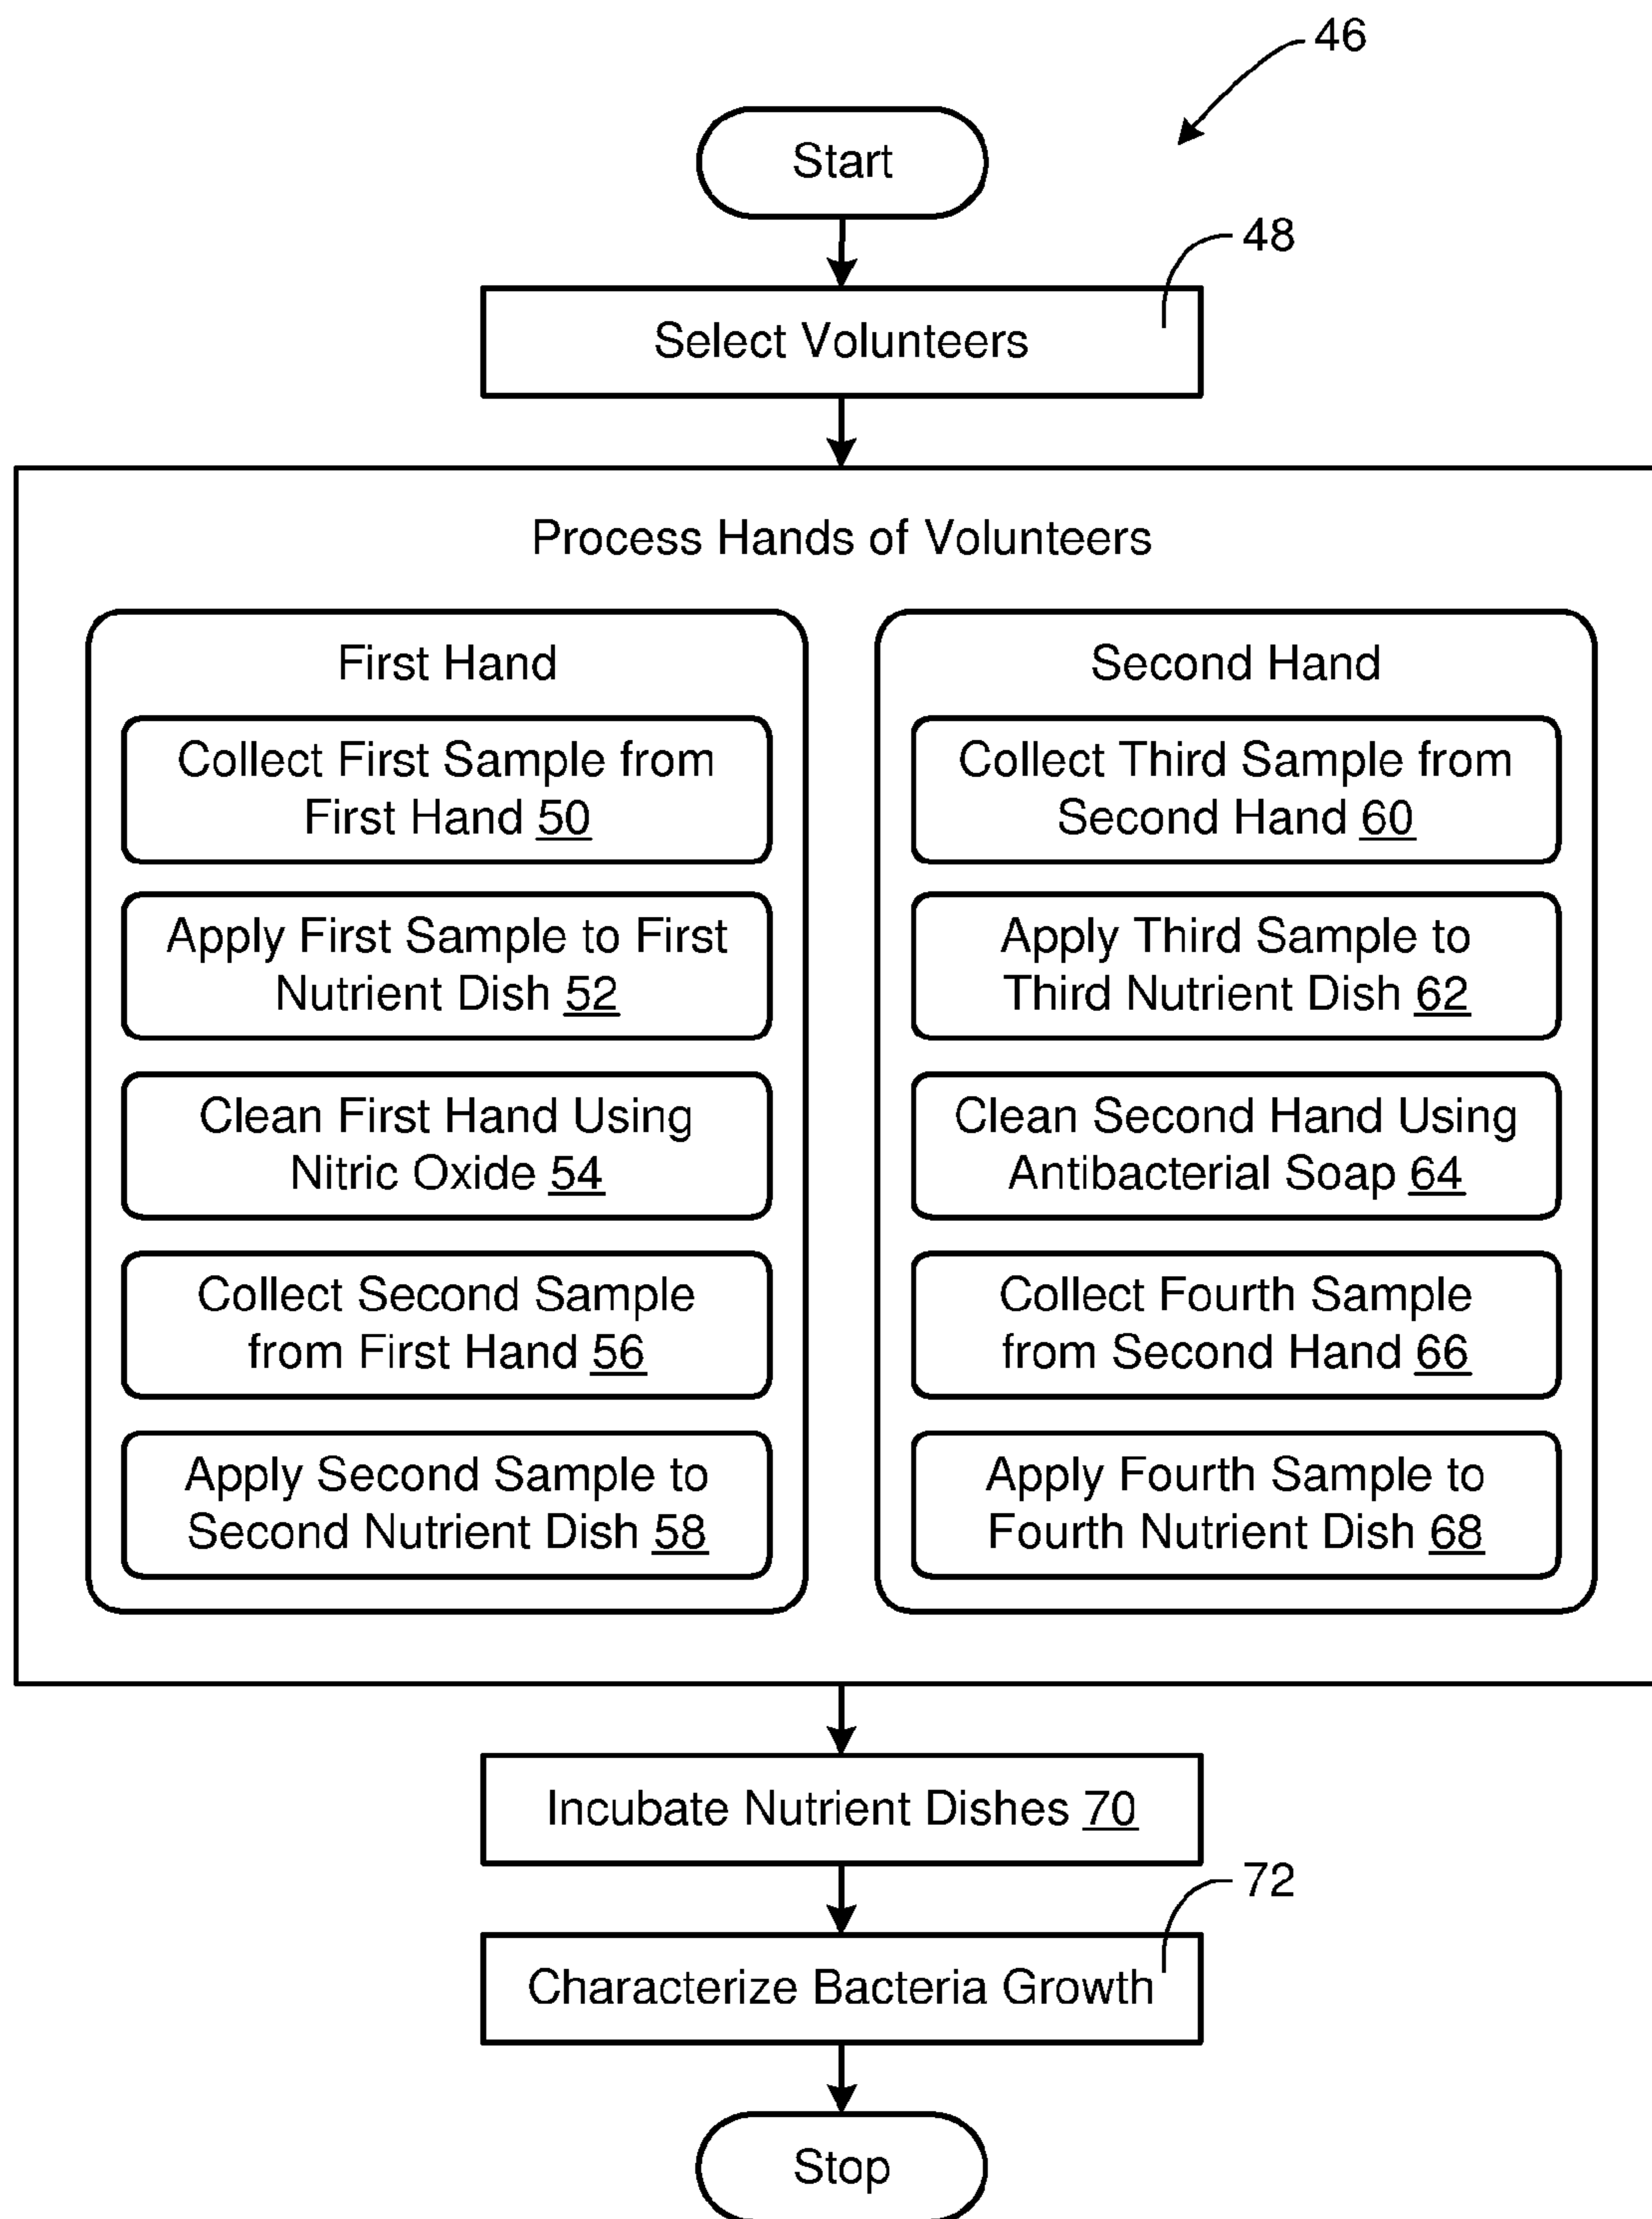 46
Start
48
Select Volunteers
Process Hands of Volunteers
First Hand
Collect First Sample from
First Hand 50
Apply First Sample to First
Nutrient Dish 52
Clean First Hand Using
Nitric Oxide 54
Collect Second Sample
from First Hand 56
Apply Second Sample to
Second Nutrient Dish 58
Second Hand
Collect Third Sample from
Second Hand 60
Apply Third Sample to
Third Nutrient Dish 62
Clean Second Hand Using
Antibacterial Soap 64
Collect Fourth Sample
from Second Hand 66
Apply Fourth Sample to
Fourth Nutrient Dish 68
Incubate Nutrient Dishes 70
72
Characterize Bacteria Growth
Stop